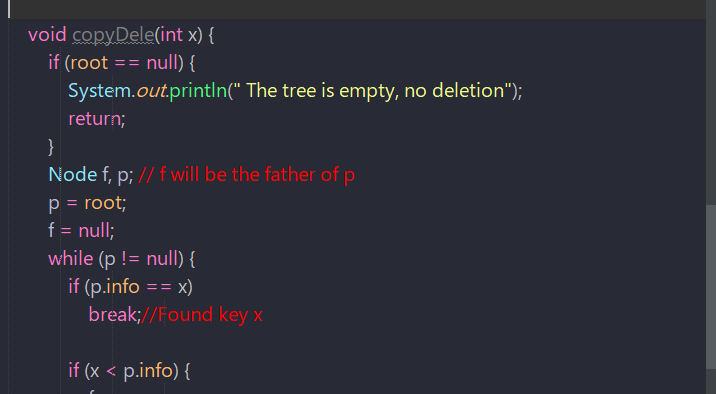 void copyDele(int x) {
if (root == null) {
System.out.println(" The tree is empty, no deletion");
return;
}
Node f, p; // f will be the father of p
p = root;
f = null;
while (p != null) {
if (p.info == x)
break;//Found key x
if (x < p.info) {